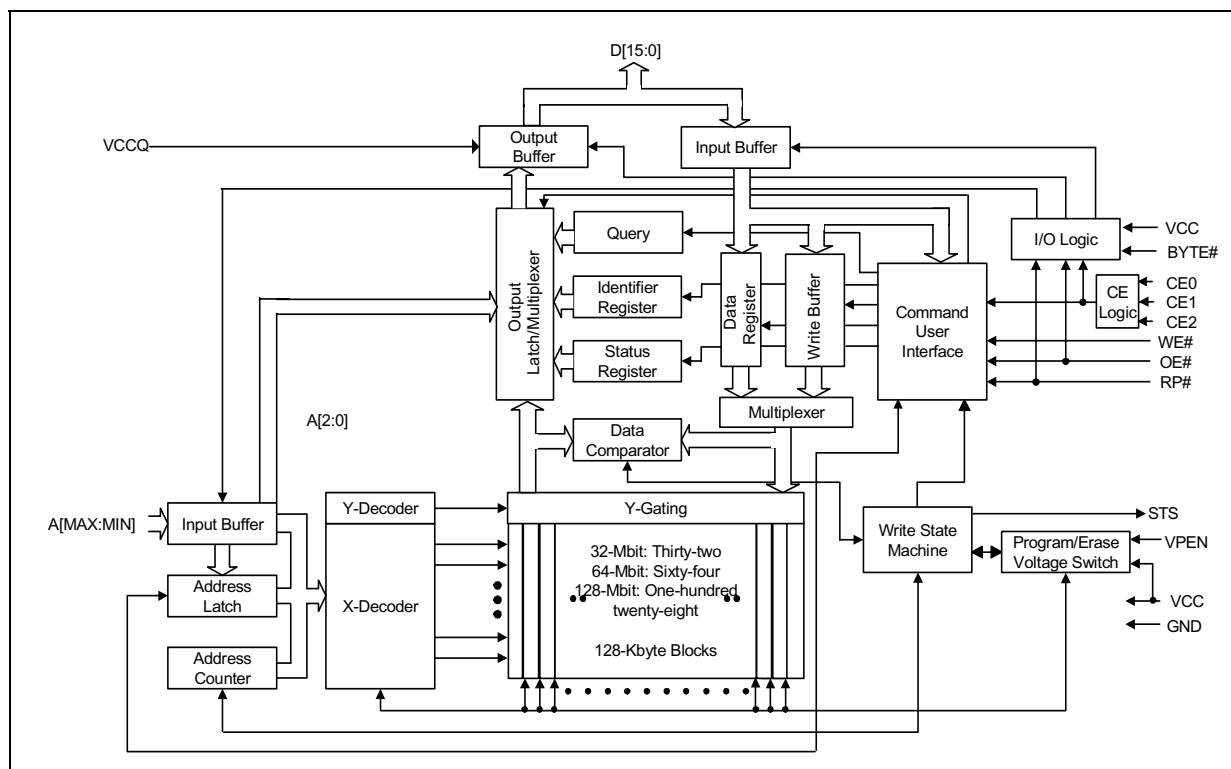 D[15:0]
VCCQ
Output
Buffer
Input Buffer
Output
Latch/Multiplexer
Query
Identifier
Register
Status
Register
Data
Register
Write Buffer
Command
User
Interface
I/O Logic
VCC
BYTE#
CE
Logic
CE0
CE1
CE2
WE#
OE#
RP#
A[2:0]
Data
Comparator
Multiplexer
A[MAX:MIN]
Input Buffer
Y-Decoder
Y-Gating
Write State
Machine
STS
Program/Erase
Voltage Switch
VPEN
VCC
GND
Address
Latch
X-Decoder
32-Mbit: Thirty-two
64-Mbit: Sixty-four
128-Mbit: One-hundred
twenty-eight
128-Kbyte Blocks
Address
Counter